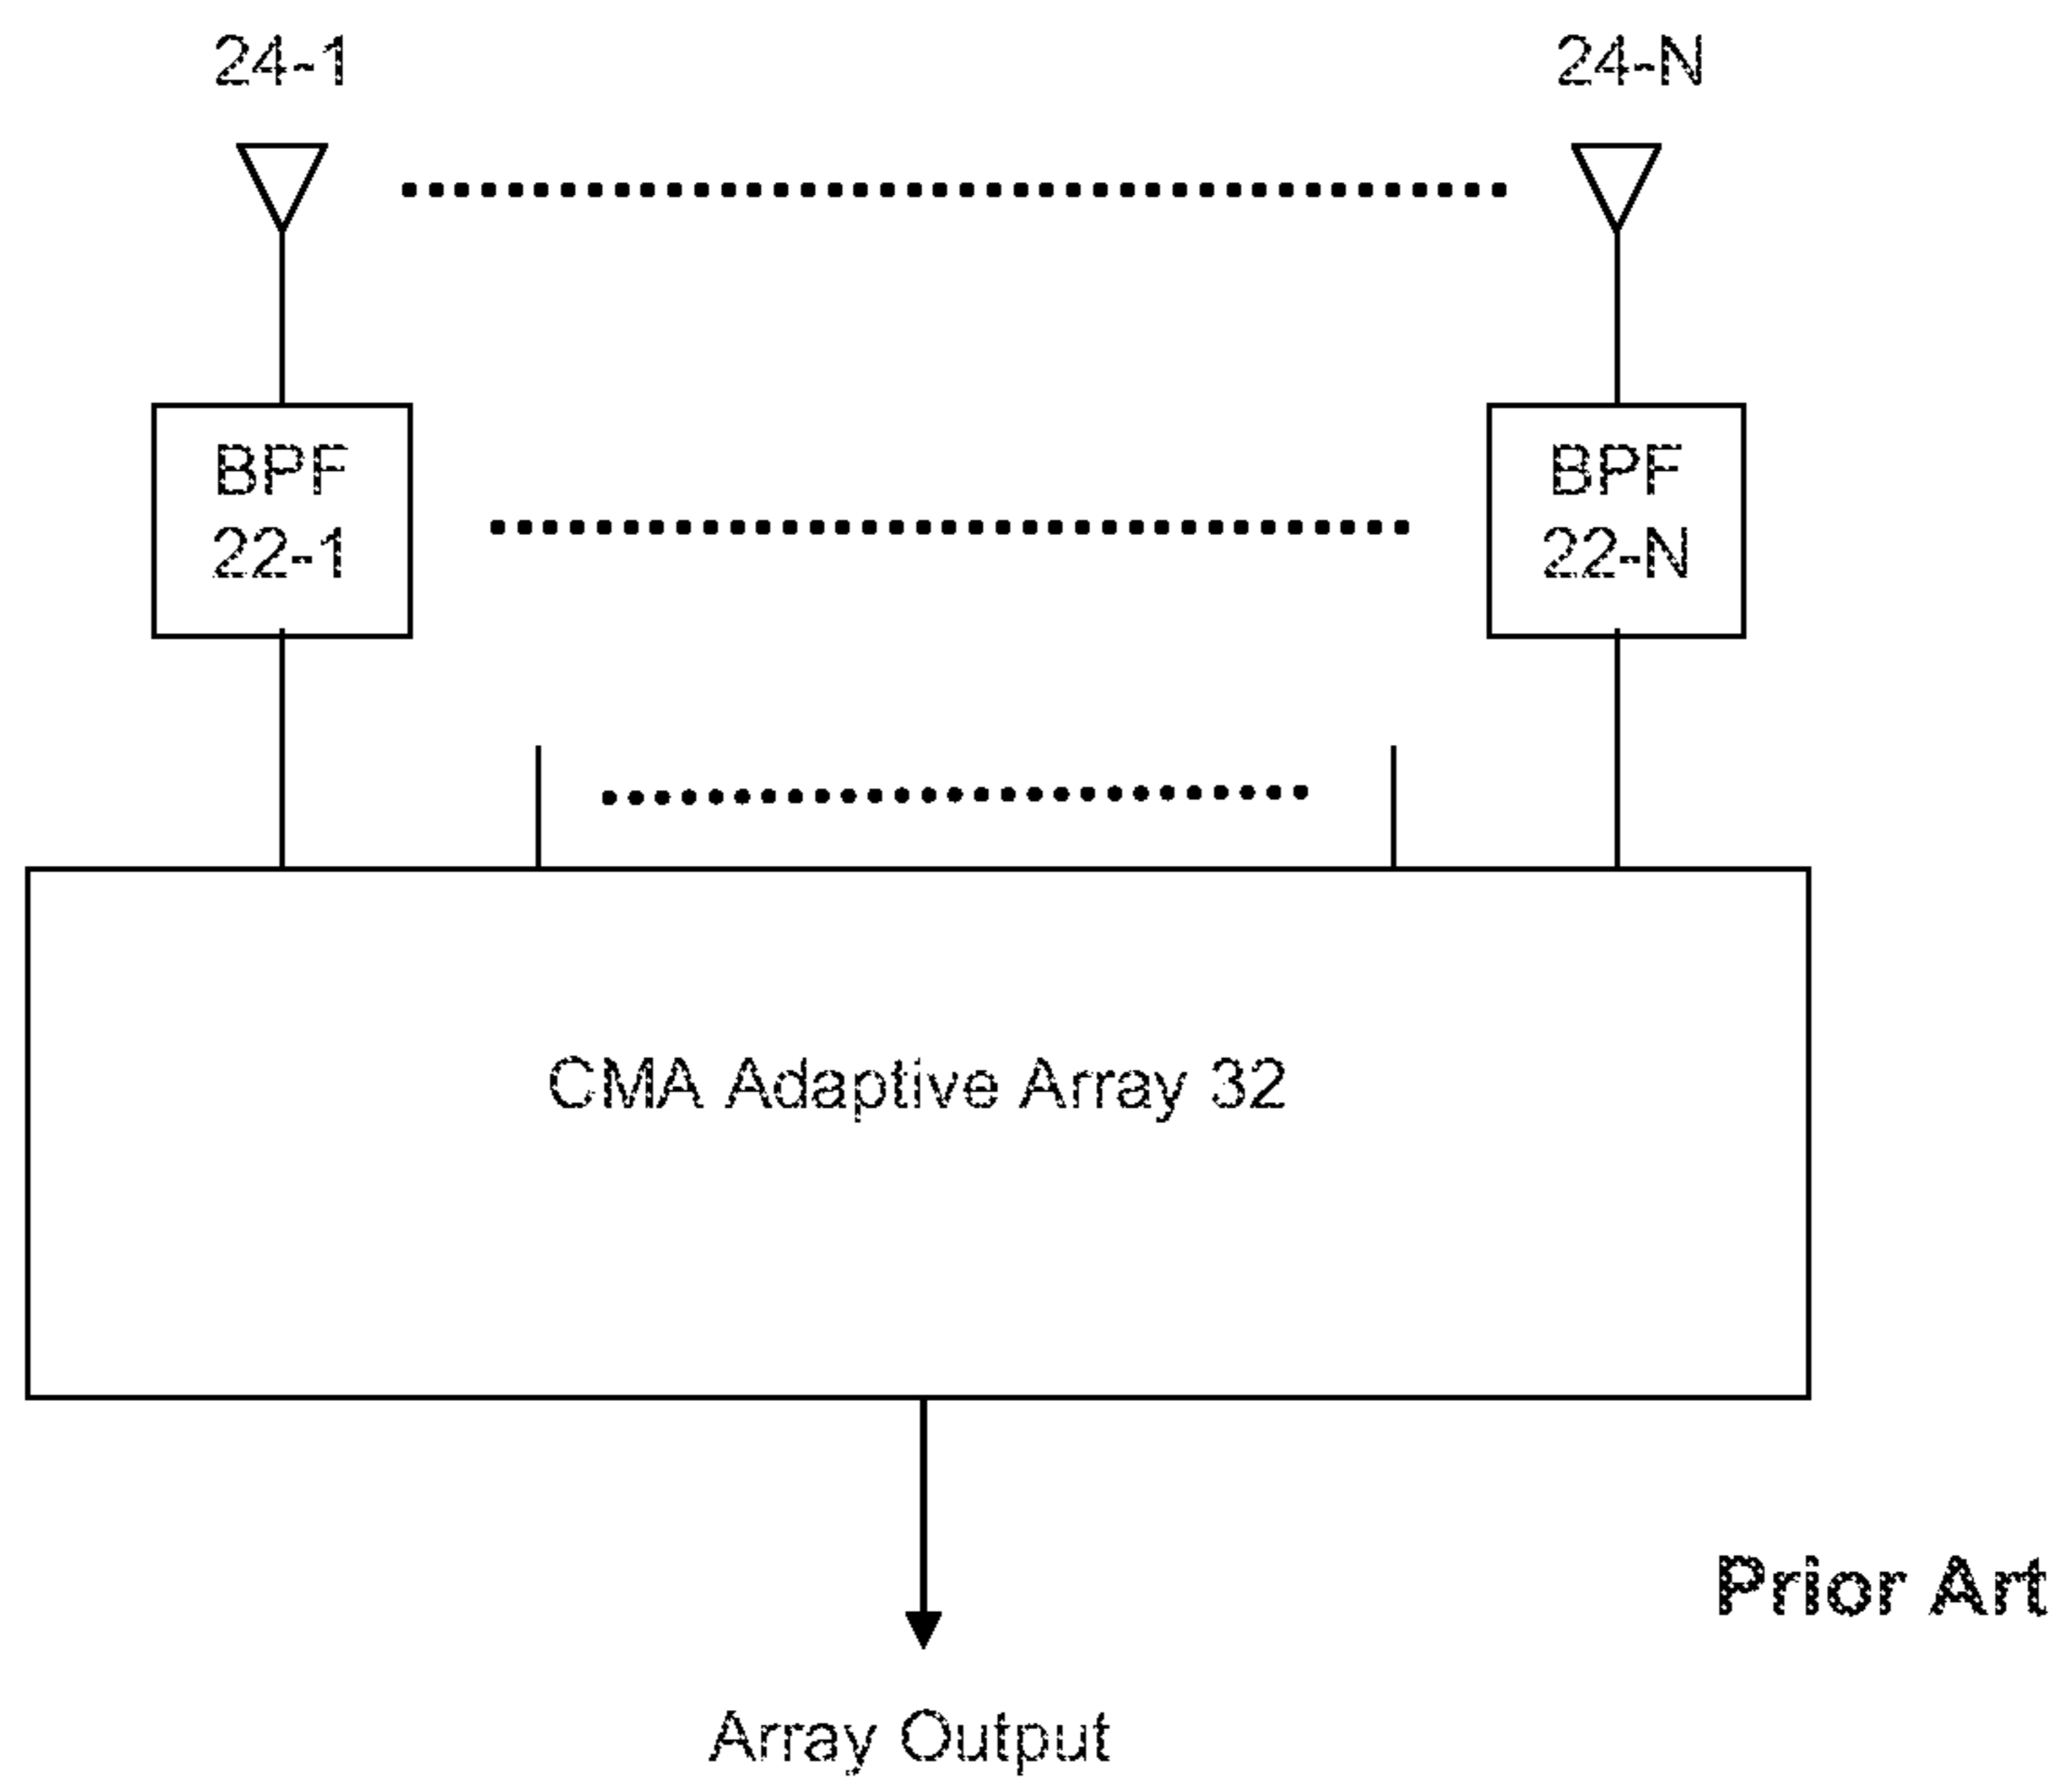 24-1
24-N
BPF
22-1
BPF
22-N
CMA Adaptive Array 32
Prior Art
Array Output